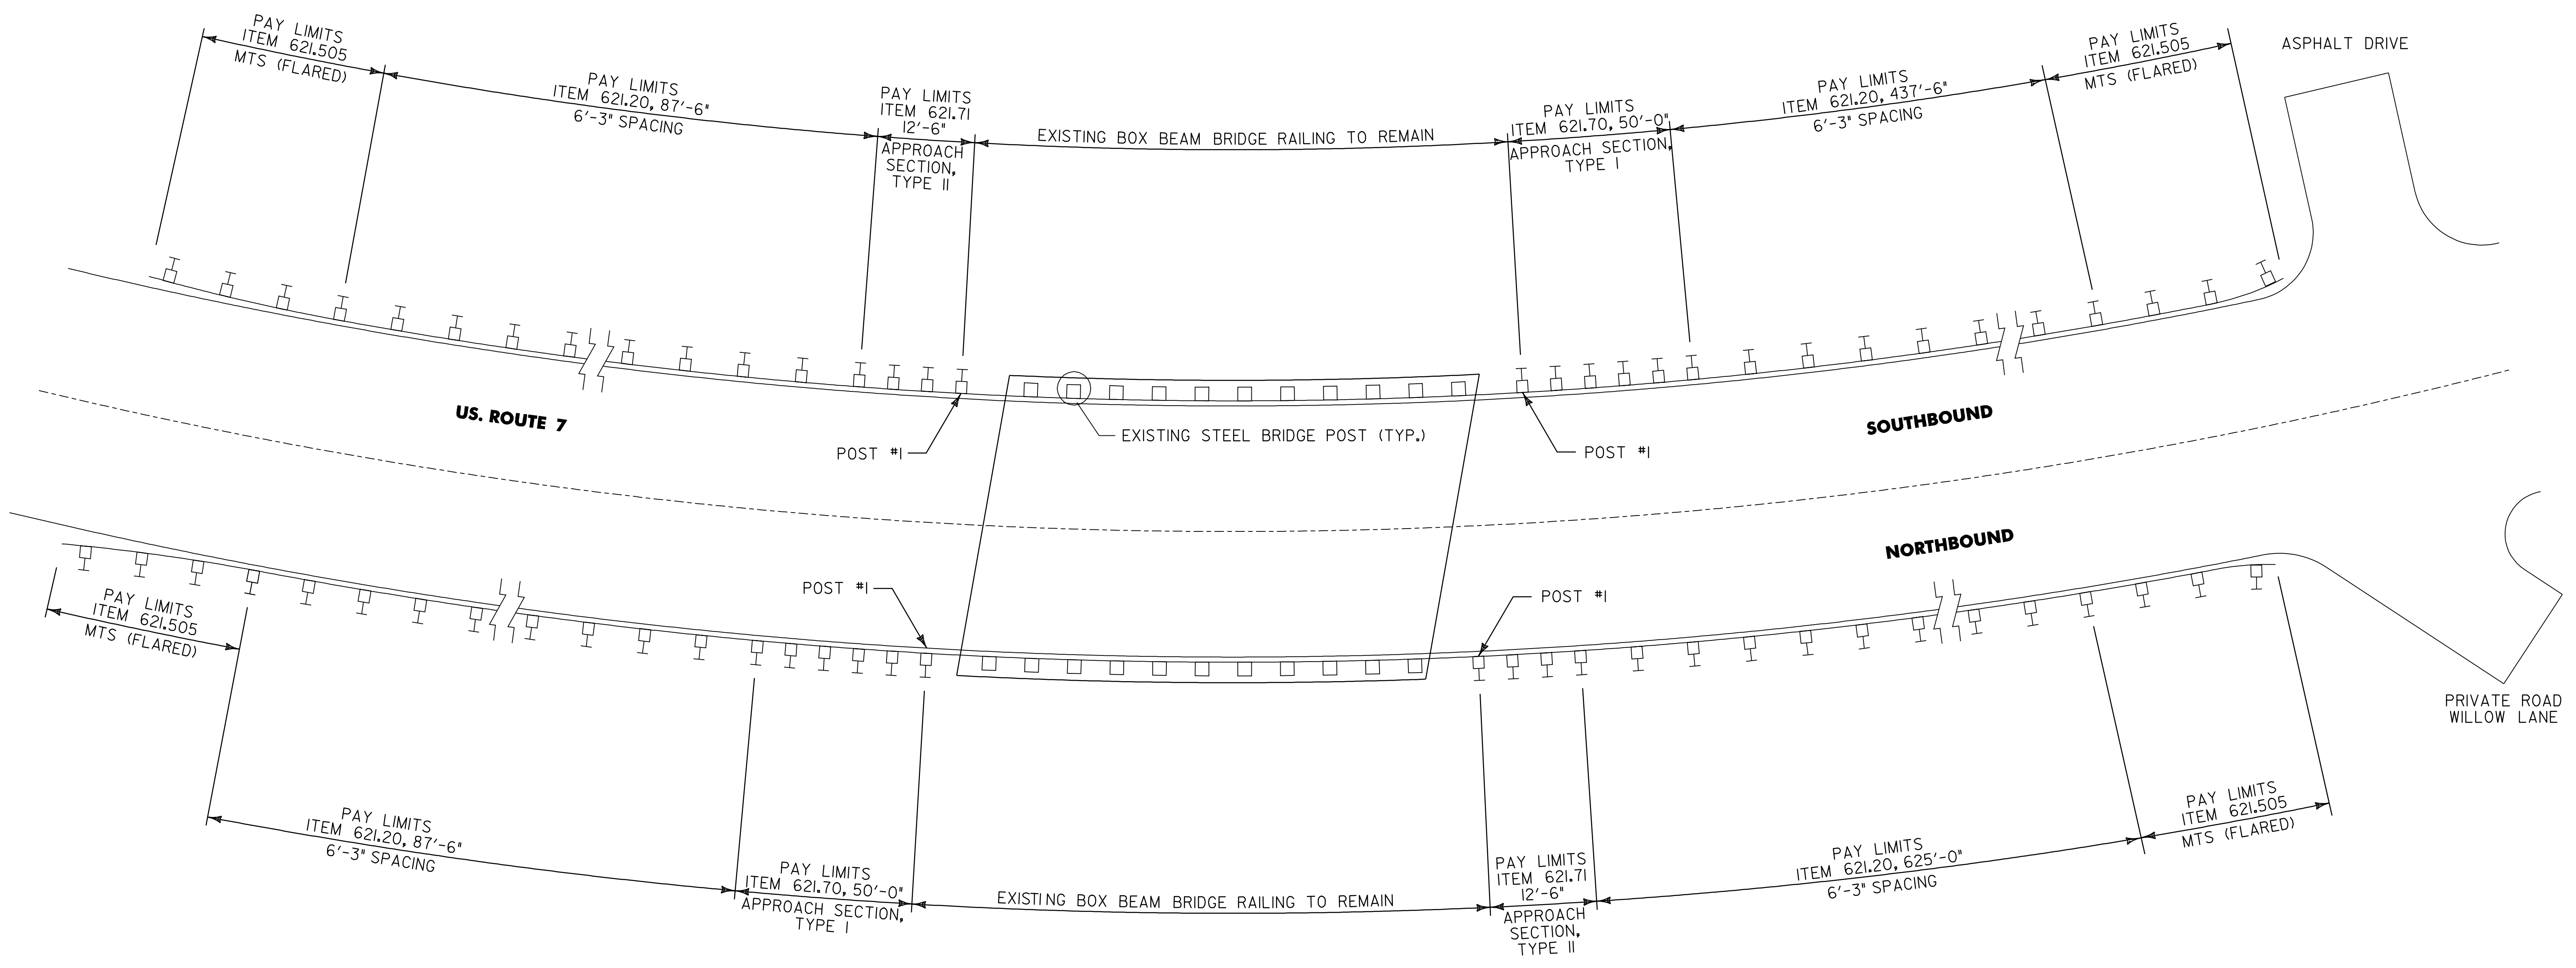 PAY LIMITS
ITEM 621.505
MTS (FLARED)
PAY LIMITS
ITEM 621.20, 87'-6"
6'-3" SPACING
PAY LIMITS
ITEM 621.71
12'-6"
APPROACH
SECTION,
TYPE II
EXISTING BOX BEAM BRIDGE RAILING TO REMAIN
PAY LIMITS
ITEM 621.70, 50'-0"
APPROACH SECTION,
TYPE I
PAY LIMITS
ITEM 621.20, 437'-6"
6'-3" SPACING
PAY LIMITS
ITEM 621.505
MTS (FLARED)
ASPHALT DRIVE
US. ROUTE 7
POST #1
EXISTING STEEL BRIDGE POST (TYP.)
POST #1
SOUTHBOUND
NORTHBOUND
POST #1
POST #1
PAY LIMITS
ITEM 621.505
MTS (FLARED)
PRIVATE ROAD
WILLOW LANE
PAY LIMITS
ITEM 621.20, 87'-6"
6'-3" SPACING
PAY LIMITS
ITEM 621.70, 50'-0"
APPROACH SECTION,
TYPE I
EXISTING BOX BEAM BRIDGE RAILING TO REMAIN
PAY LIMITS
ITEM 621.71
12'-6"
APPROACH
SECTION,
TYPE II
PAY LIMITS
ITEM 621.20, 625'-0"
6'-3" SPACING
PAY LIMITS
ITEM 621.505
MTS (FLARED)